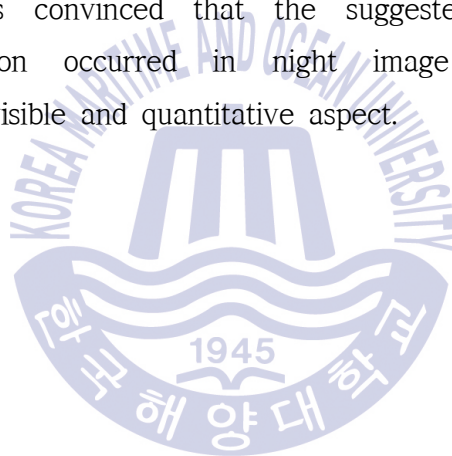 convinced that the
on occurred in night image
isible and quantitative aspect.
KOREA MARITIME AND OCEAN UNIVERSITY
1945
한국해양대학교